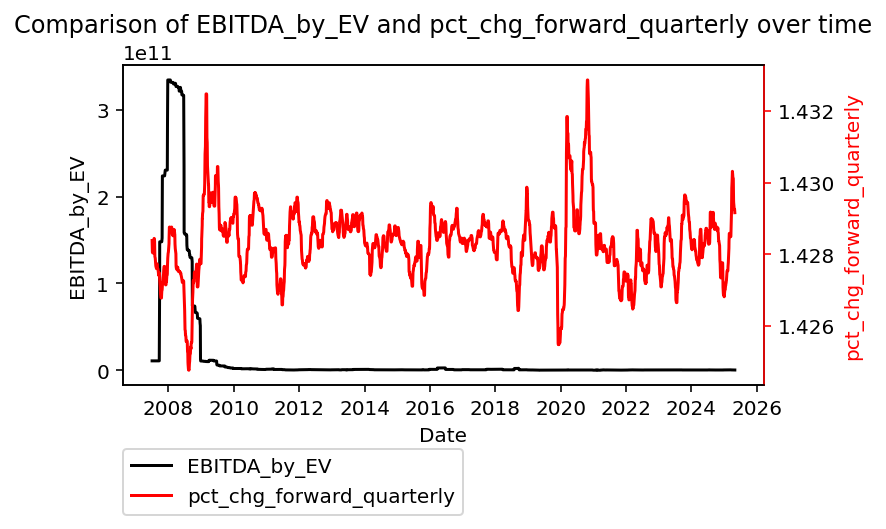 Comparison of EBITDA_by_EV and pct_chg_forward_quarterly over time
1e11
3
2
1
0
EBITDA_by_EV
1.432
1.430
1.428
1.426
pct_chg_forward_quarterly
2008 2010 2012 2014 2016 2018 2020 2022 2024 2026
Date
EBITDA_by_EV
pct_chg_forward_quarterly